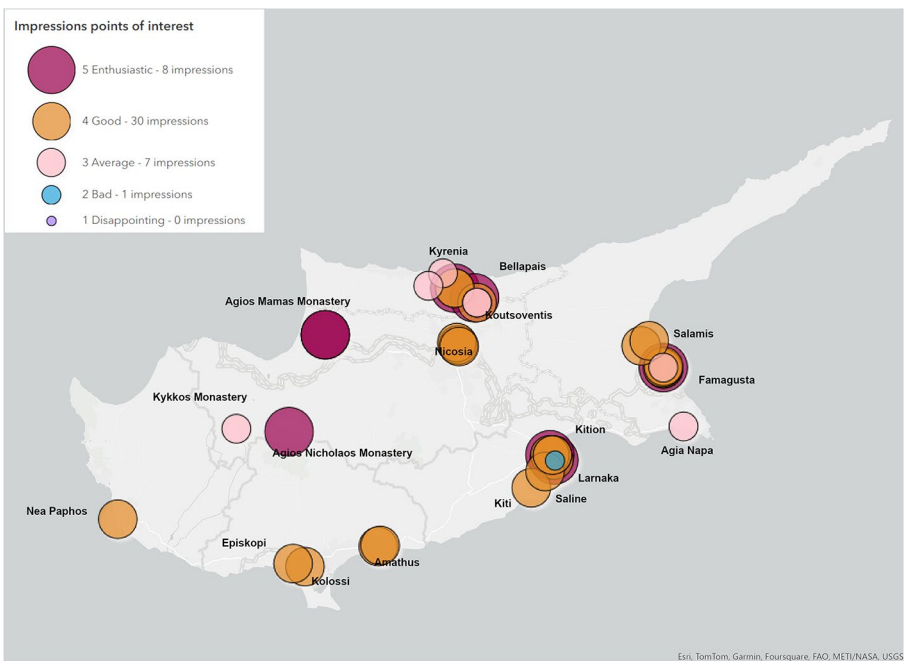 Impressions points of interest
5 Enthusiastic - 8 impressions
4 Good - 30 impressions
3 Average - 7 impressions
2 Bad - 1 impressions
1 Disappointing - 0 impressions
Kyrenia
Bellapais
Agios Mamas Monastery
Koutsoventis
Salamis
Nicosia
Famagusta
Kykkos Monastery
Kition
Agia Napa
Agios Nicholaos Monastery
Larnaka
Saline
Kiti
Nea Paphos
Episkopi
Amathus
Kolossi
Esri, TomTom, Garmin, Foursquare, FAO, METI/NASA, USGS